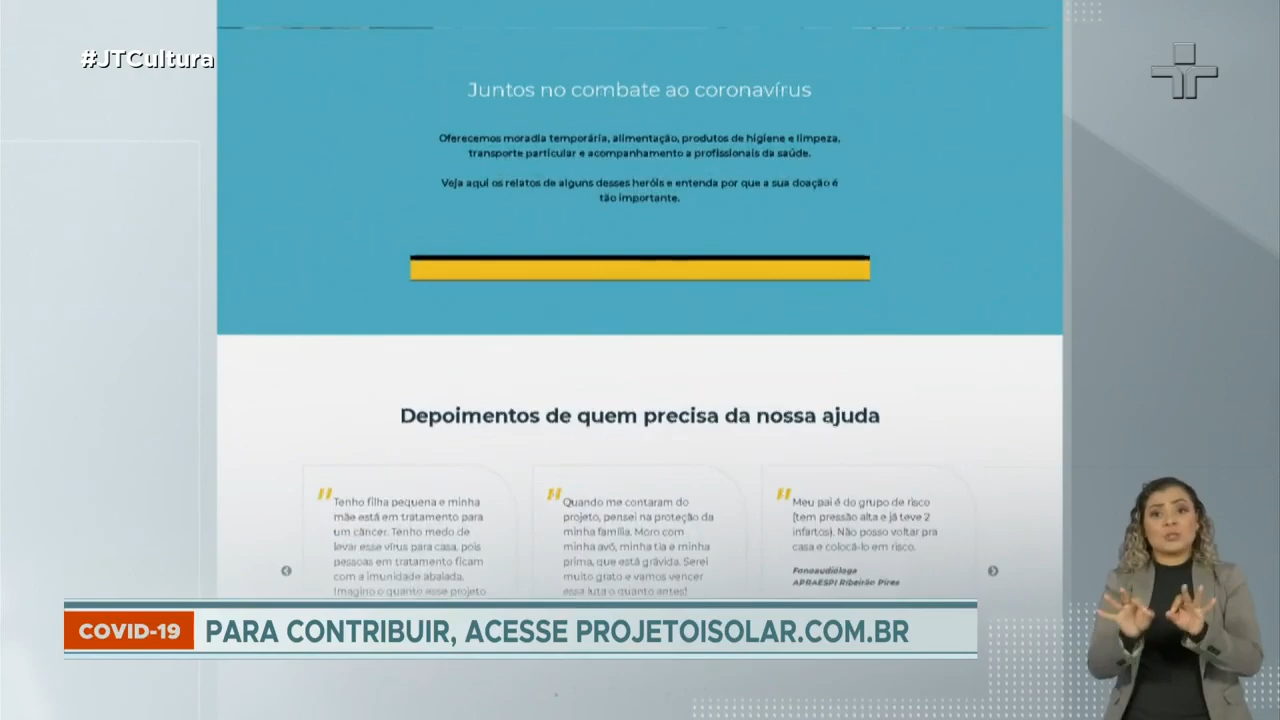 #JTCultura
Juntos no combate ao coronavírus
Oferecemos moradia temporária, alimentação, produtos de higiene e limpeza,
transporte particular e acompanhamento a profissionais da saúde.
Veja aqui os relatos de alguns desses heróis e entenda por que a sua doação é
tão importante.
Depoimentos de quem precisa da nossa ajuda
Tenho filha pequena e minha
mãe está em tratamento para
um câncer. Tenho medo de
levar esse vírus para casa, pois
pessoas em tratamento ficam
com a imunidade abalada.
Imagino o quanto esse projeto
Quando me contaram do
projeto, pensei na proteção da
minha família. Moro com
minha avó, minha tia e minha
prima, que está grávida. Serei
muito grato e vamos vencer
essa luta o quanto antes!
Meu pai é do grupo de risco
(tem pressão alta e já teve 2
infartos). Não posso voltar pra
casa e colocá-lo em risco.
Fonoaudióloga
APRAESPI Ribeirão Pires
COVID-19
PARA CONTRIBUIR, ACESSE PROJETOISOLAR.COM.BR